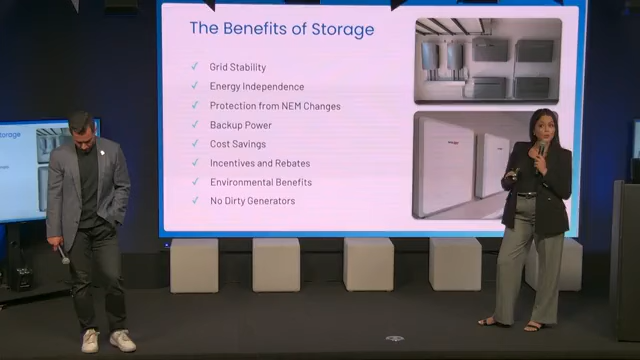 The Benefits of Storage
✓ Grid Stability
✓ Energy Independence
✓ Protection from NEM Changes
✓ Backup Power
✓ Cost Savings
✓ Incentives and Rebates
✓ Environmental Benefits
✓ No Dirty Generators
Storage